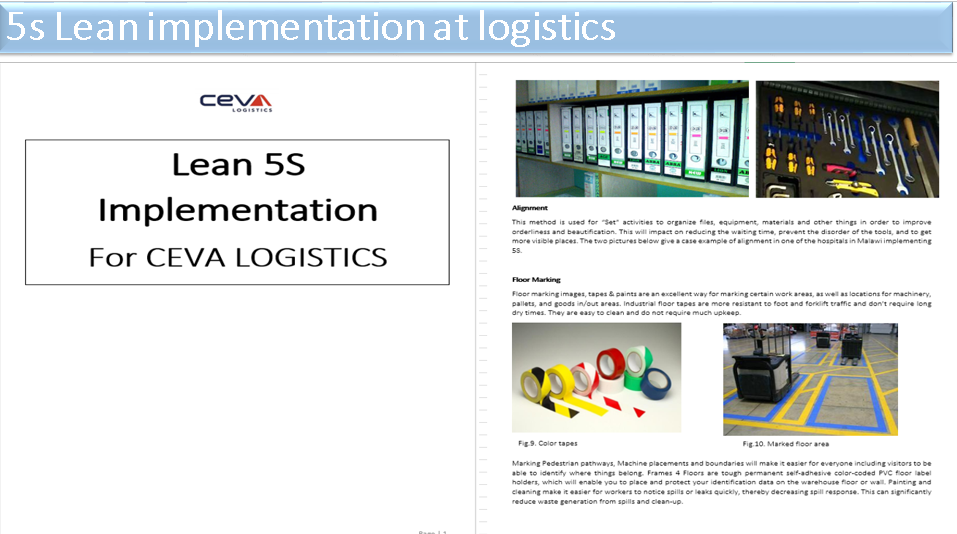 5s Lean implementation at logistics
CEVA
LOGISTICS
Lean 5S
Implementation
For CEVA LOGISTICS
Alignment
This method is used for "Set" activities to organize files, equipment, materials and other things in order to improve
orderliness and beautification. This will impact on reducing the waiting time, prevent the disorder of the tools, and to get
more visible places. The two pictures below give a case example of alignment in one of the hospitals in Malawi implementing
5S.
Floor Marking
Floor marking images, tapes & paints are an excellent way for marking certain work areas, as well as locations for machinery,
pallets, and goods in/out areas. Industrial floor tapes are more resistant to foot and forklift traffic and don't require long
dry times. They are easy to clean and do not require much upkeep.
Fig.9. Color tapes
Fig.10. Marked floor area
Marking Pedestrian pathways, Machine placements and boundaries will make it easier for everyone including visitors to be
able to identify where things belong. Frames 4 Floors are tough permanent self-adhesive color-coded PVC floor label
holders, which will enable you to place and protect your identification data on the warehouse floor or wall. Painting and
cleaning make it easier for workers to notice spills or leaks quickly, thereby decreasing spill response. This can significantly
reduce waste generation from spills and clean-up.